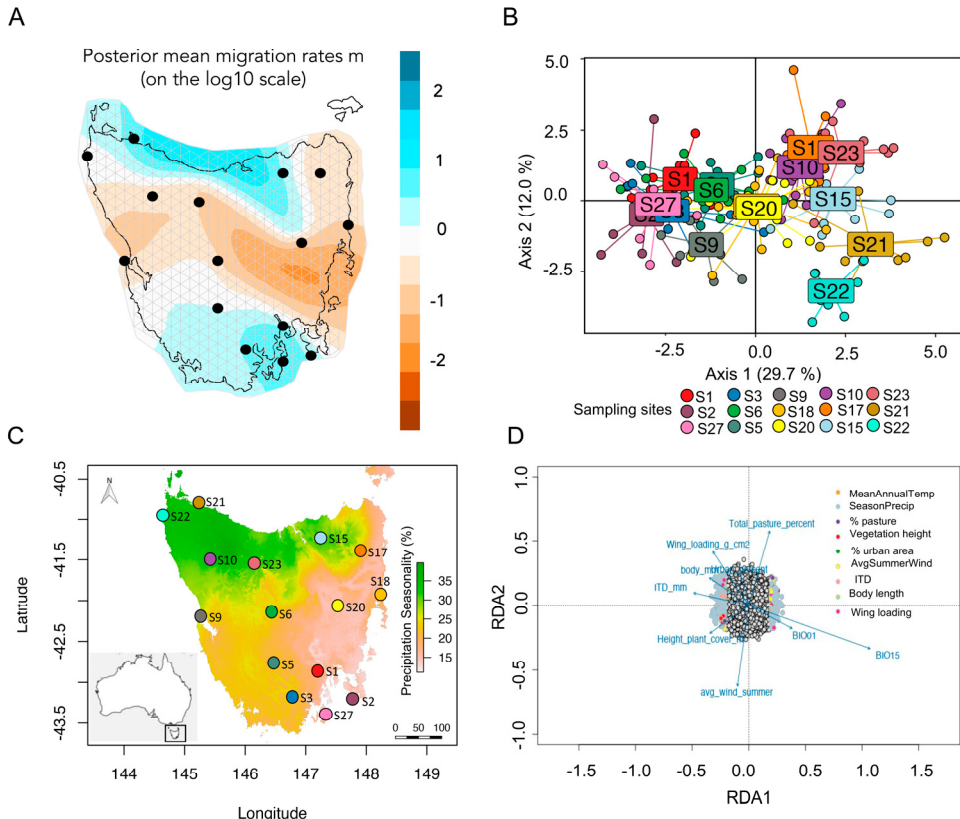 A
Posterior mean migration rates m
(on the log10 scale)
2
1
0
-1
-2
B
Axis 2 (12.0 %)
5.0
2.5
0.0
-2.5
S1
S6
S27
S9
S20
S1
S10
S23
S15
S21
S22
-2.5
0.0
2.5
5.0
Axis 1 (29.7 %)
Sampling sites
S1 S3 S9 S10 S23
S2 S6 S18 S17 S21
S27 S5 S20 S15 S22
C
Latitude
-40.5
-41.5
-42.5
-43.5
N
S21
S22
S15
S10
S23
S17
S18
S20
S9
S6
S5
S1
S3
S2
S27
Precipitation Seasonality (%)
35
30
25
20
15
0 50 100
144 145 146 147 148 149
Longitude
D
RDA2
1.0
0.5
0.0
-0.5
-1.0
Total_pasture_percent
Wing_loading_g_cm2
ITD_mm
BIO01
BIO15
avg_wind_summer
MeanAnnualTemp
SeasonPrecip
% pasture
Vegetation height
% urban area
AvgSummerWind
ITD
Body length
Wing loading
-1.5 -1.0 -0.5 0.0 0.5 1.0 1.5
RDA1